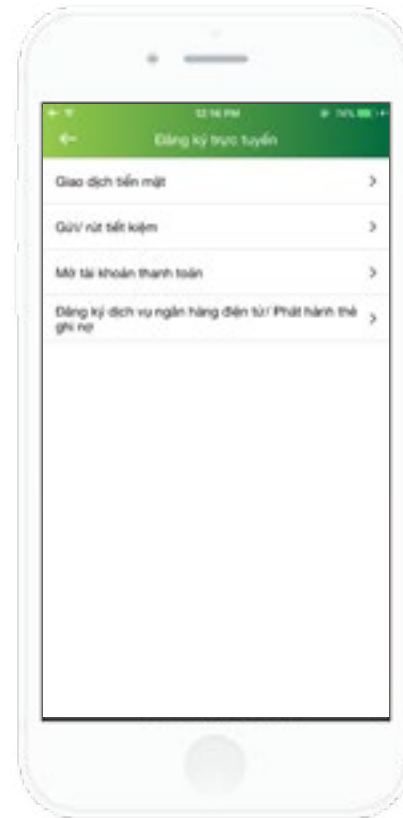 12:16 PM
Đăng ký trực tuyến
Giao dịch tiền mặt
Gửi/ rút tiết kiệm
Mở tài khoản thanh toán
Đăng ký dịch vụ ngân hàng điện tử/ Phát hành thẻ
ghi nợ